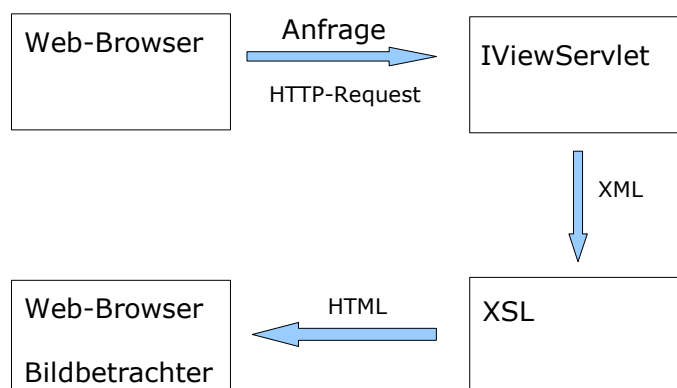 Web-Browser
Anfrage
HTTP-Request
IViewServlet
XML
XSL
HTML
Web-Browser
Bildbetrachter